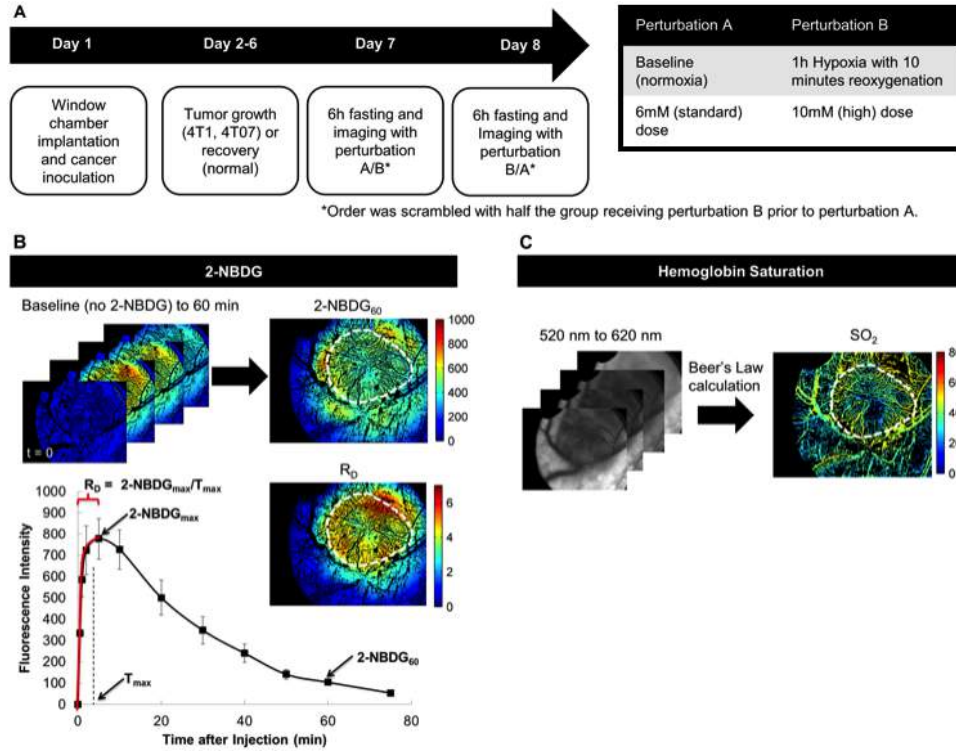 A
Day 1
Day 2-6
Day 7
Day 8
Window
chamber
implantation
and cancer
inoculation
Tumor growth
(4T1, 4T07) or
recovery
(normal)
6h fasting and
imaging with
perturbation
A/B*
6h fasting and
Imaging with
perturbation
B/A*
Perturbation A
Perturbation B
Baseline
(normoxia)
1h Hypoxia with 10
minutes reoxygenation
6mM (standard)
dose
10mM (high) dose
*Order was scrambled with half the group receiving perturbation B prior to perturbation A.
B
2-NBDG
Baseline (no 2-NBDG) to 60 min
t = 0
2-NBDG60
1000
800
600
400
200
0
RD
6
4
2
0
RD = 2-NBDGmax/Tmax
2-NBDGmax
2-NBDG60
Tmax
Fluorescence Intensity
1000
900
800
700
600
500
400
300
200
100
0
0
20
40
60
80
Time after Injection (min)
C
Hemoglobin Saturation
520 nm to 620 nm
Beer's Law
calculation
SO2
60
40
20
0